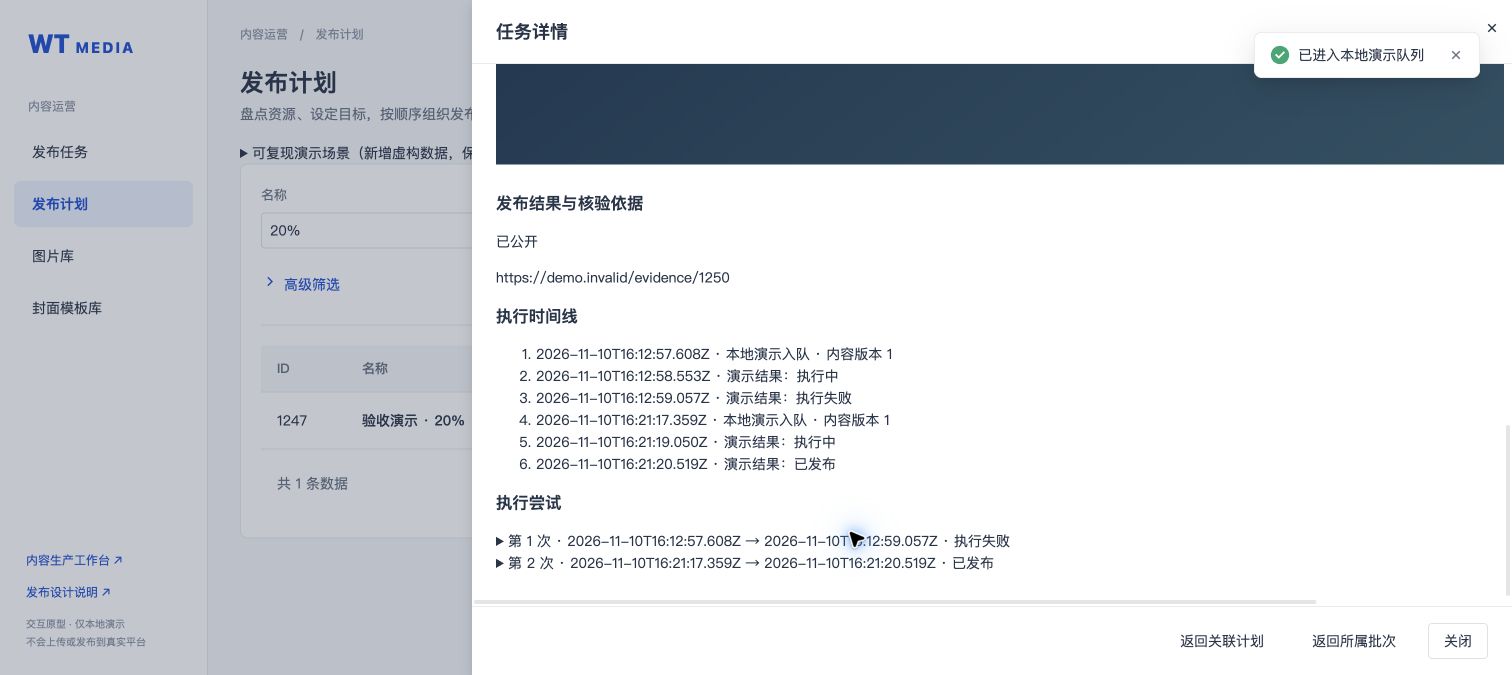 WT MEDIA
内容运营
发布任务
发布计划
图片库
封面模板库
内容生产工作台 ↗
发布设计说明 ↗
交互原型 · 仅本地演示
不会上传或发布到真实平台
内容运营 / 发布计划
发布计划
盘点资源、设定目标，按顺序组织发布
▶ 可复现演示场景（新增虚构数据，保
名称
20%
> 高级筛选
ID 名称
1247 验收演示 · 20%
共 1 条数据
任务详情
×
已进入本地演示队列 ×
发布结果与核验依据
已公开
https://demo.invalid/evidence/1250
执行时间线
1. 2026-11-10T16:12:57.608Z · 本地演示入队 · 内容版本 1
2. 2026-11-10T16:12:58.553Z · 演示结果：执行中
3. 2026-11-10T16:12:59.057Z · 演示结果：执行失败
4. 2026-11-10T16:21:17.359Z · 本地演示入队 · 内容版本 1
5. 2026-11-10T16:21:19.050Z · 演示结果：执行中
6. 2026-11-10T16:21:20.519Z · 演示结果：已发布
执行尝试
▶ 第 1 次 · 2026-11-10T16:12:57.608Z → 2026-11-10T16:12:59.057Z · 执行失败
▶ 第 2 次 · 2026-11-10T16:21:17.359Z → 2026-11-10T16:21:20.519Z · 已发布
返回关联计划
返回所属批次
关闭